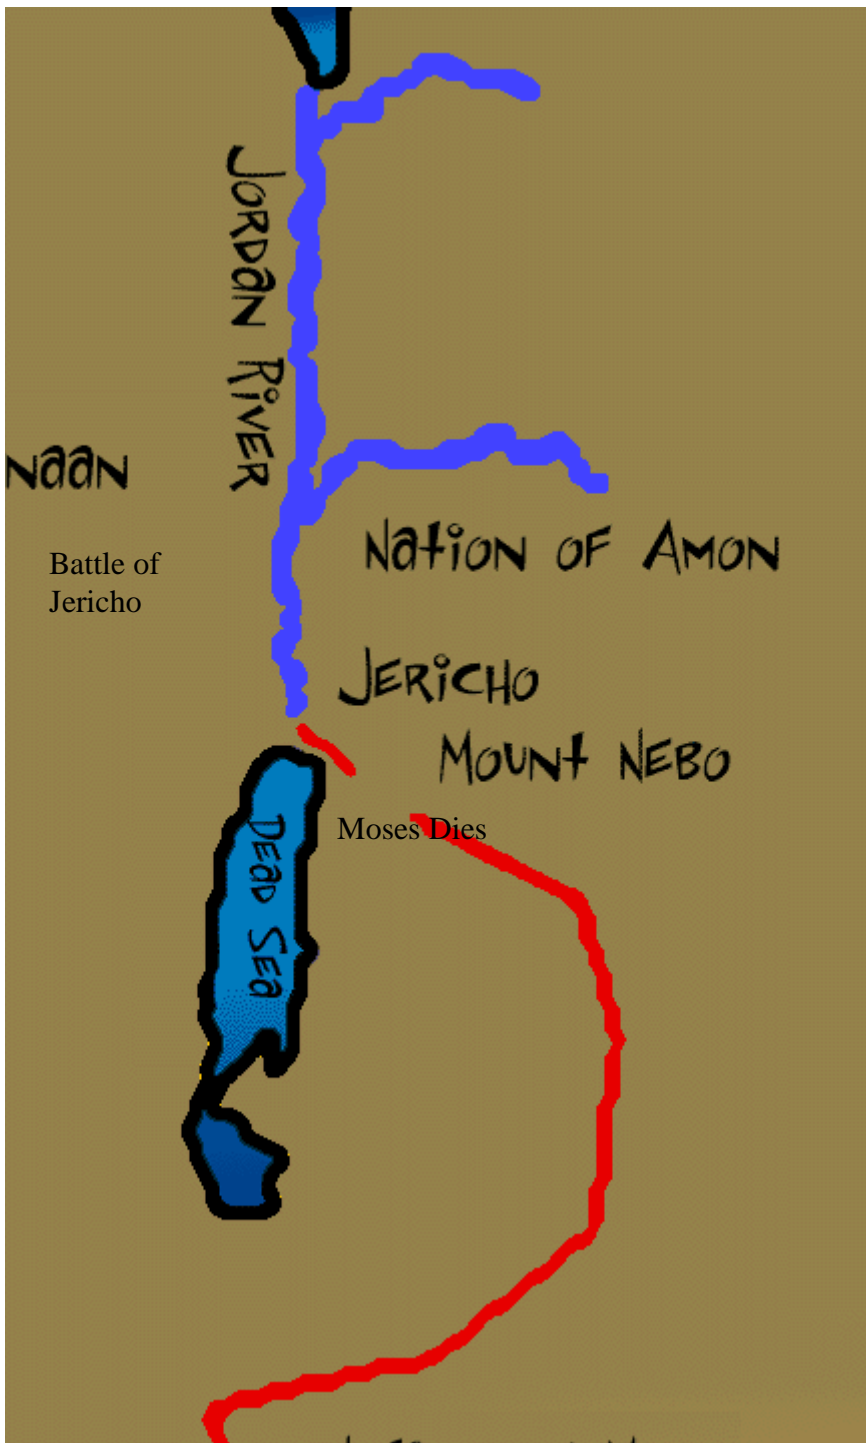 Jordan River
naan
Battle of
Jericho
Nation of Amon
Jericho
Mount Nebo
Moses Dies
Dead Sea